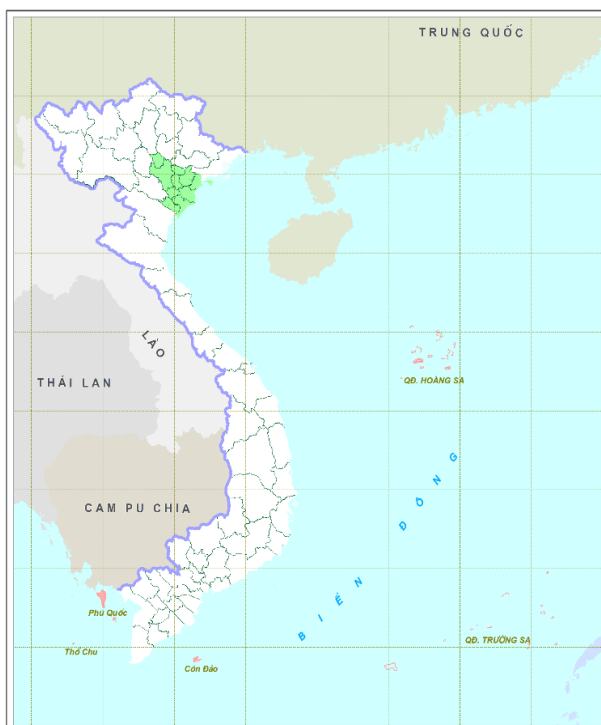 TRUNG QUỐC
LÀO
THÁI LAN
QĐ. HOÀNG SA
CAM PU CHIA
BIỂN ĐÔNG
Phú Quốc
QĐ. TRƯỜNG SA
Thổ Chu
Côn Đảo